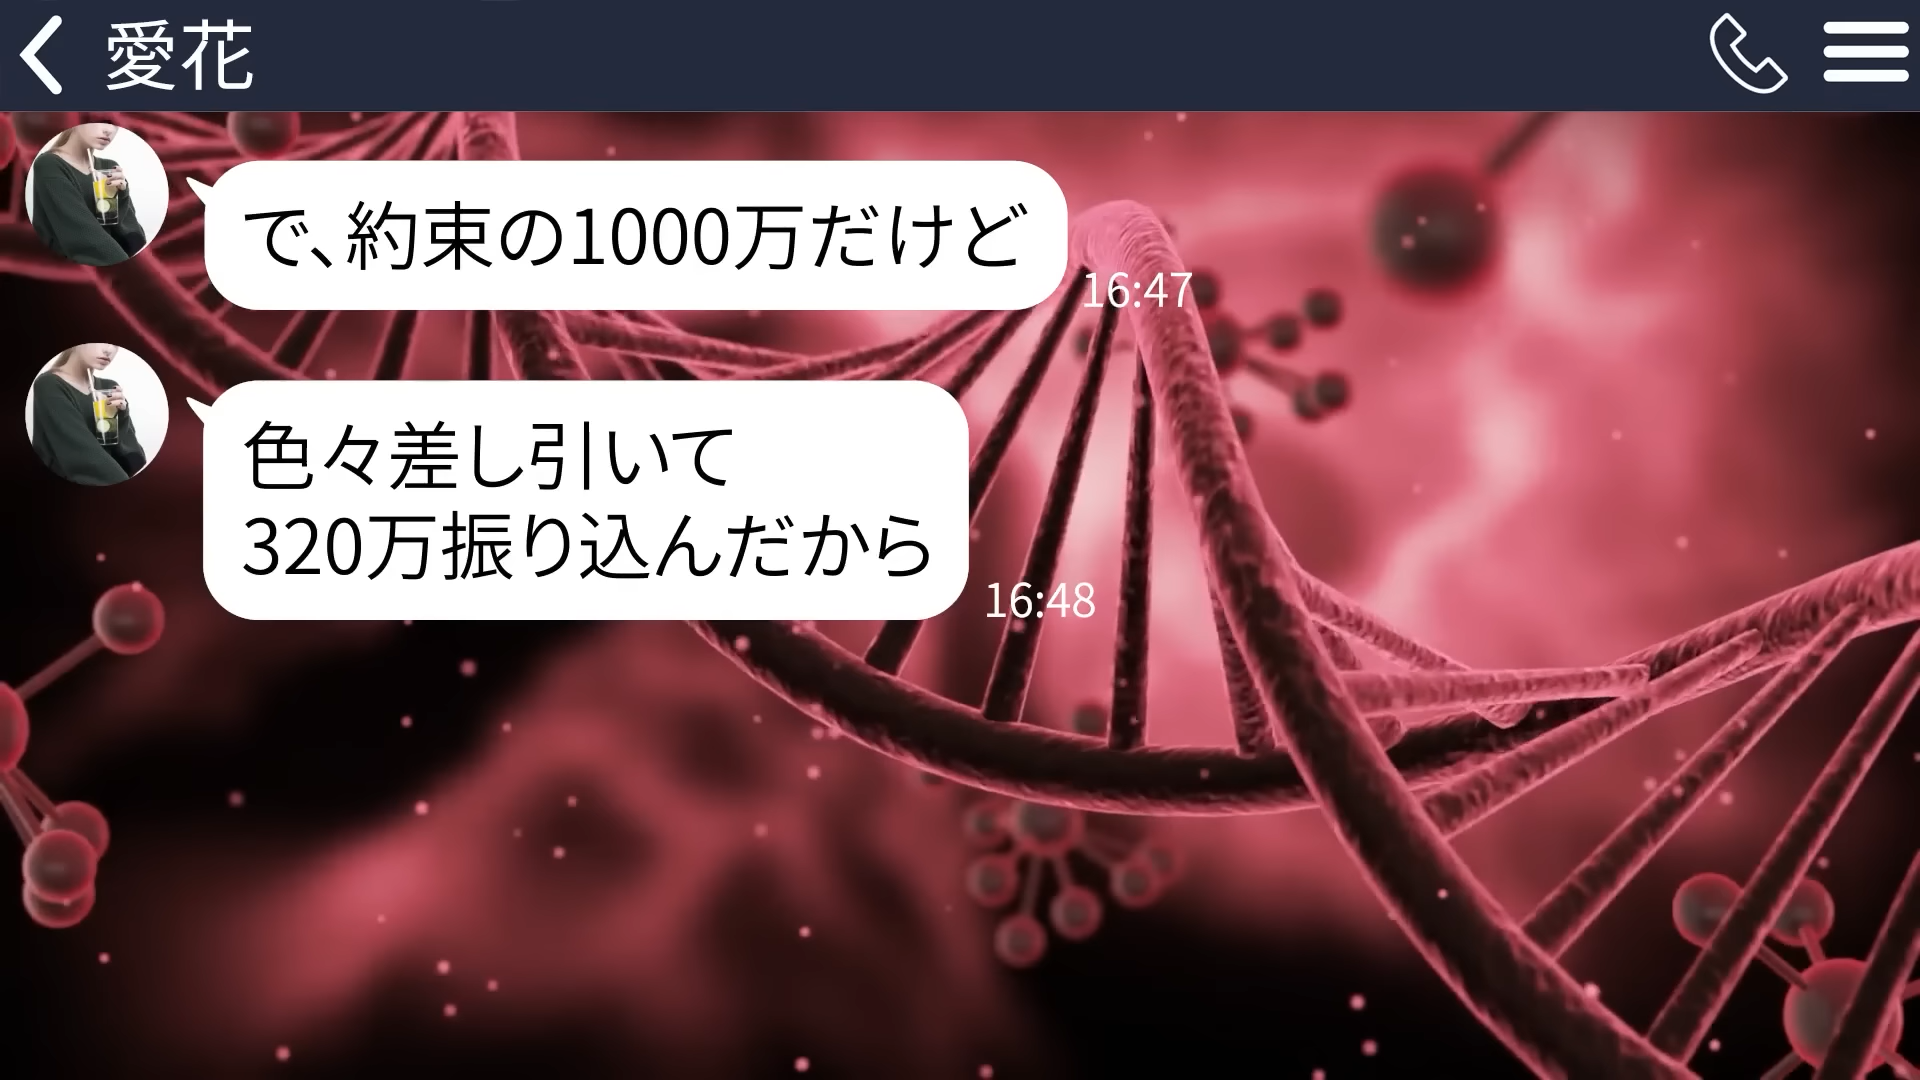 愛花
で、約束の1000万だけど
16:47
色々差し引いて
320万振り込んだから
16:48